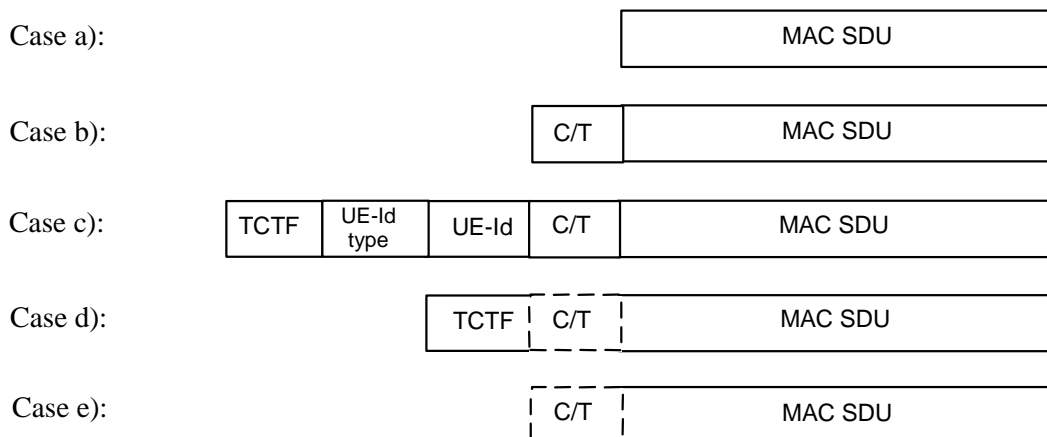 Case a): MAC SDU
Case b): C/T MAC SDU
Case c): TCTF UE-Id type UE-Id C/T MAC SDU
Case d): TCTF C/T MAC SDU
Case e): C/T MAC SDU